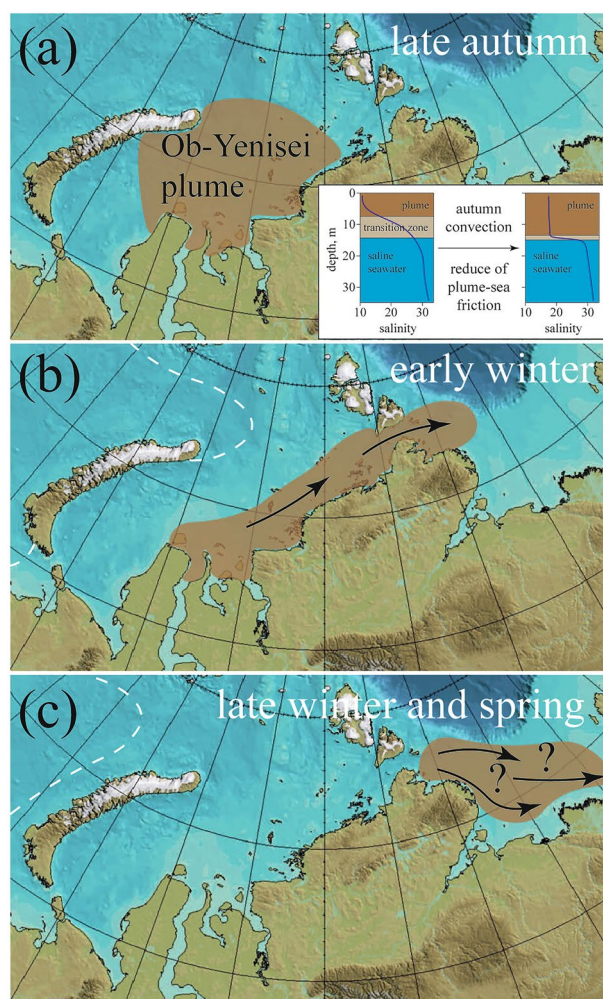 (a)
late autumn
Ob-Yenisei
plume
0
10
20
30
depth, m
plume
transition zone
saline
seawater
10 20 30
salinity
autumn
convection
reduce of
plume-sea
friction
plume
saline
seawater
10 20 30
salinity
(b)
early winter
(c)
late winter and spring
?
?